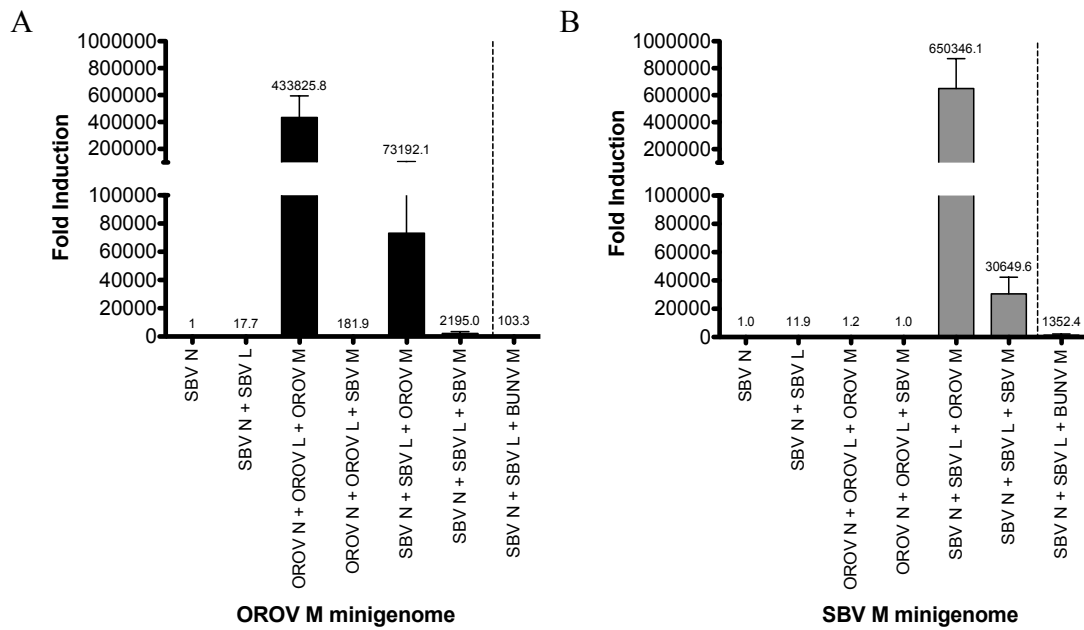 A
Fold Induction
1000000
800000
600000
400000
200000
100000
80000
60000
40000
20000
0
1
17.7
433825.8
181.9
73192.1
2195.0
103.3
SBV N
SBV N + SBV L
OROV N + OROV L + OROV M
OROV N + OROV L + SBV M
SBV N + SBV L + OROV M
SBV N + SBV L + SBV M
SBV N + SBV L + BUNV M
OROV M minigenome
B
Fold Induction
1000000
800000
600000
400000
200000
100000
80000
60000
40000
20000
0
1.0
11.9
1.2
1.0
650346.1
30649.6
1352.4
SBV N
SBV N + SBV L
OROV N + OROV L + OROV M
OROV N + OROV L + SBV M
SBV N + SBV L + OROV M
SBV N + SBV L + SBV M
SBV N + SBV L + BUNV M
SBV M minigenome